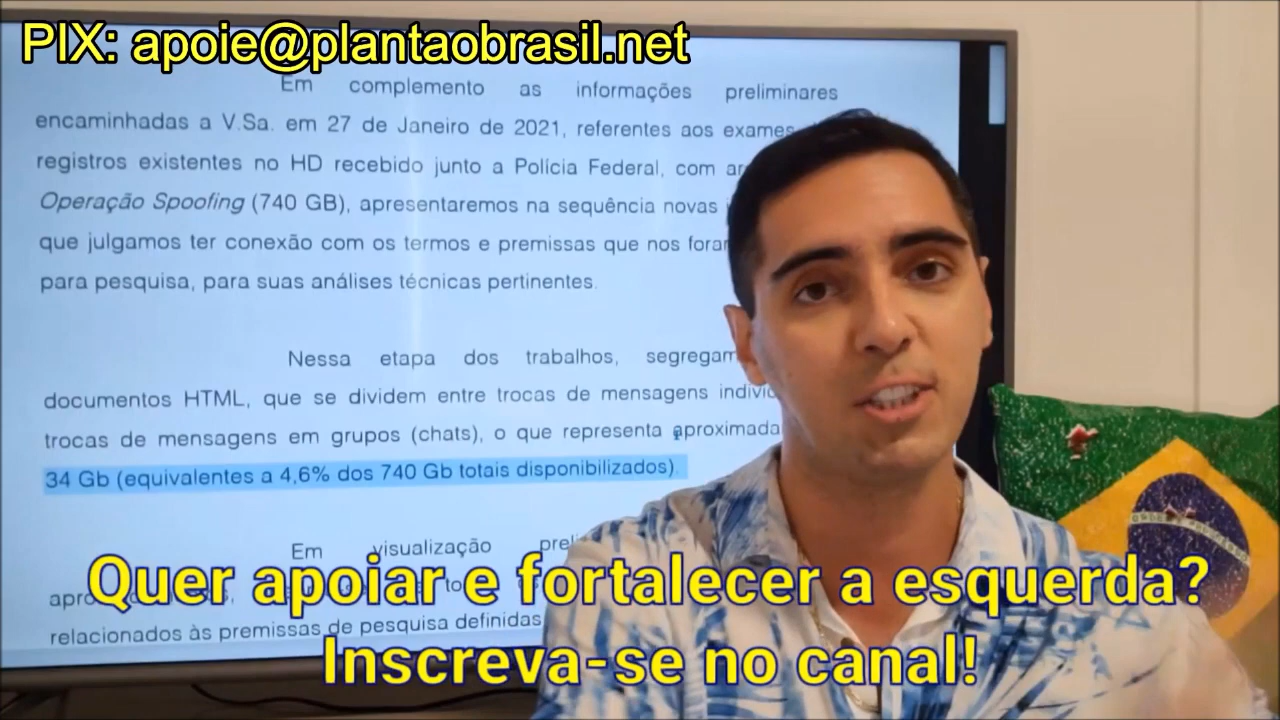 PIX: apoie@plantaobrasil.net
Em complemento as informações preliminares
encaminhadas a V.Sa. em 27 de Janeiro de 2021, referentes aos exames
registros existentes no HD recebido junto a Polícia Federal, com
Operação Spoofing (740 GB), apresentaremos na sequência novas
que julgamos ter conexão com os termos e premissas que nos
para pesquisa, para suas análises técnicas pertinentes.
Nessa etapa dos trabalhos,
documentos HTML, que se dividem entre trocas de mensagens
trocas de mensagens em grupos (chats), o que representa
34 Gb (equivalentes a 4,6% dos 740 Gb totais disponibilizados).
Em visualização
Quer apoiar e fortalecer a esquerda?
relacionados às premissas de pesquisa definidas
Inscreva-se no canal!